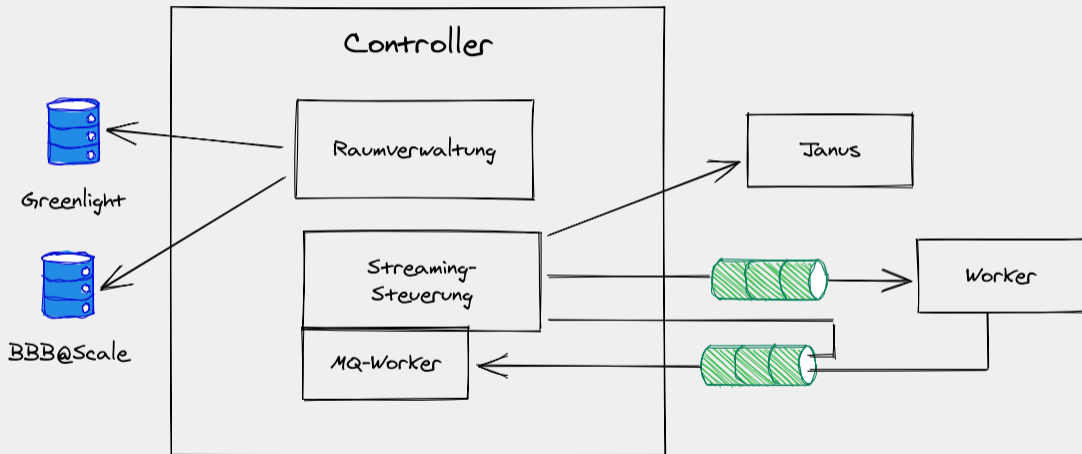 Controller
Raumverwaltung
Janus
Greenlight
Streaming-
Steuerung
Worker
BBB@Scale
MQ-Worker